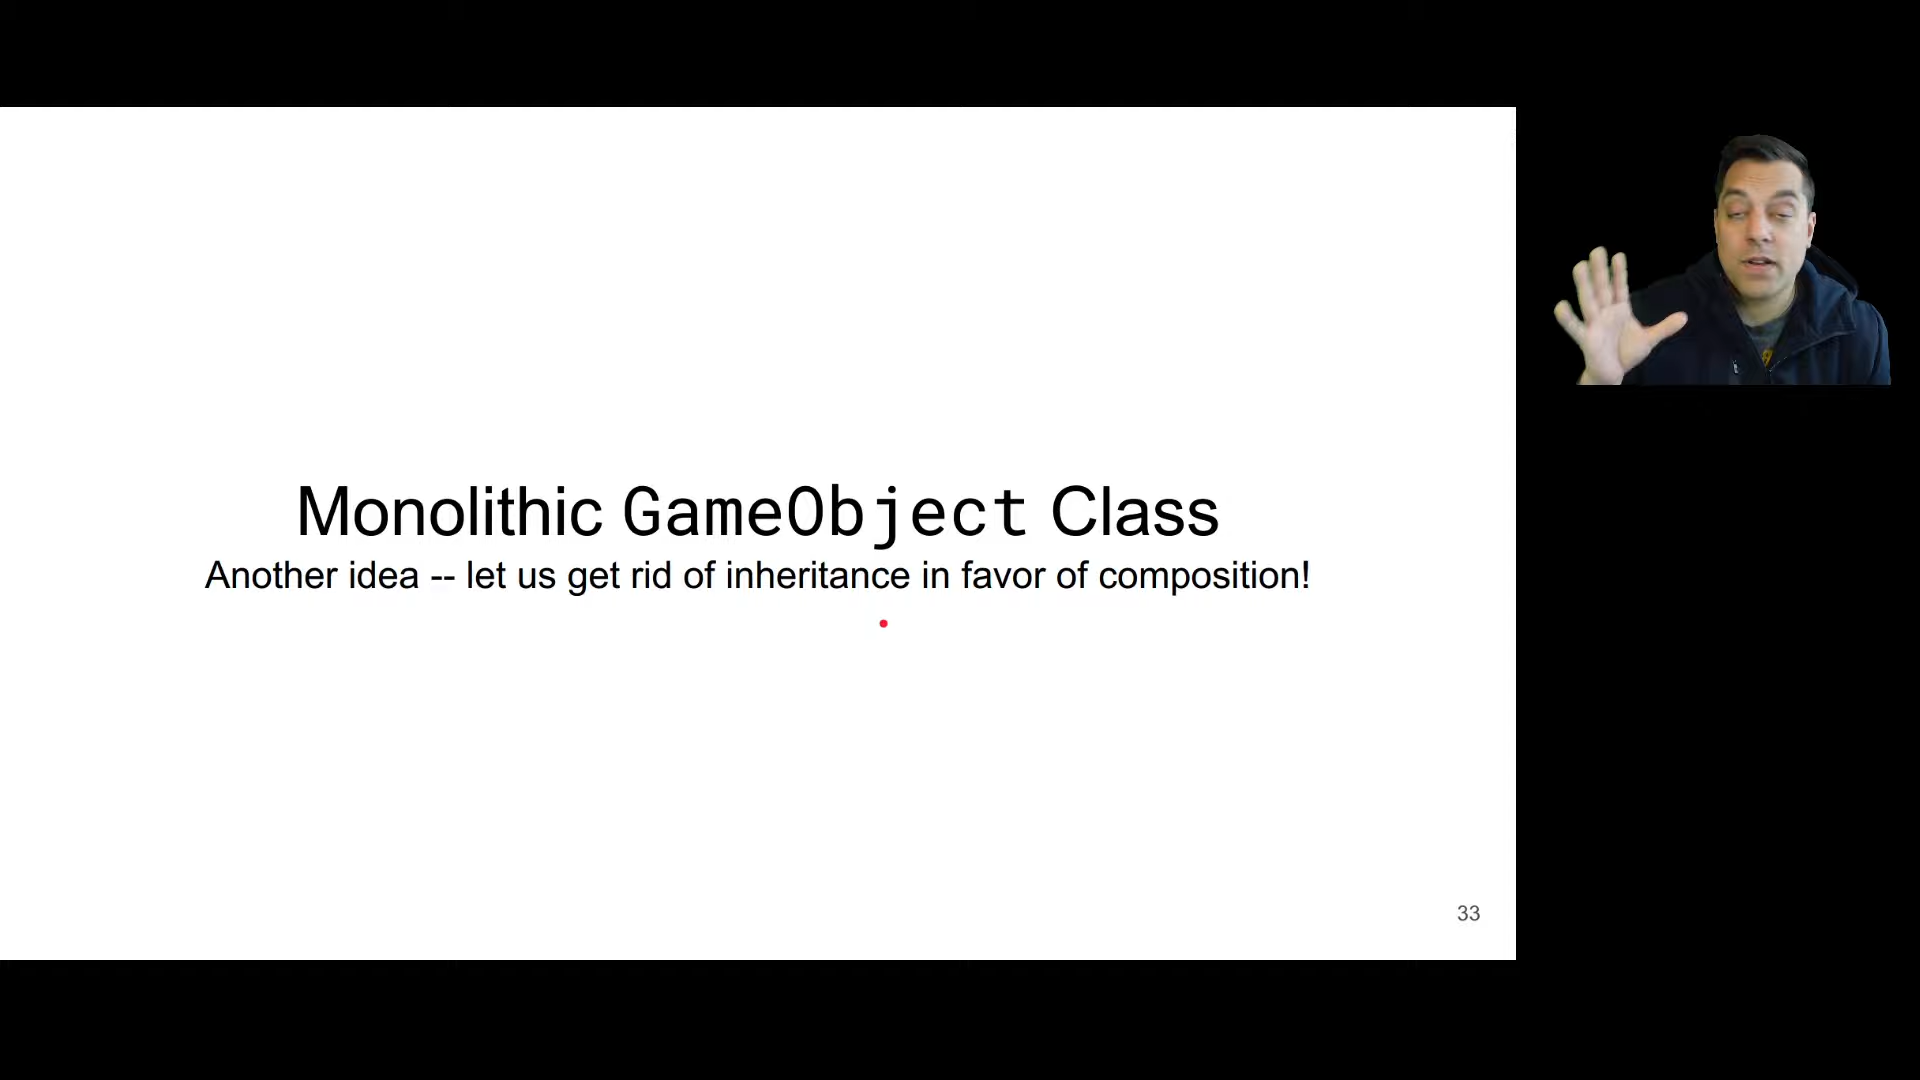 Monolithic GameObject Class
Another idea -- let us get rid of inheritance in favor of composition!
33